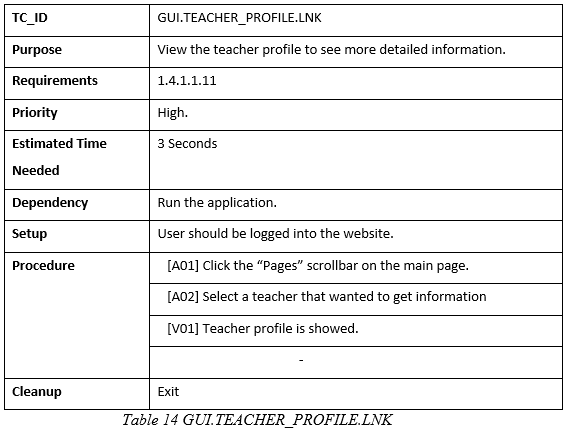 TC_ID GUI.TEACHER_PROFILE.LNK
Purpose View the teacher profile to see more detailed information.
Requirements 1.4.1.1.11
Priority High.
Estimated Time 3 Seconds
Needed
Dependency Run the application.
Setup User should be logged into the website.
Procedure [A01] Click the “Pages” scrollbar on the main page.
[A02] Select a teacher that wanted to get information
[V01] Teacher profile is showed.
-
Cleanup Exit
Table 14 GUI.TEACHER_PROFILE.LNK